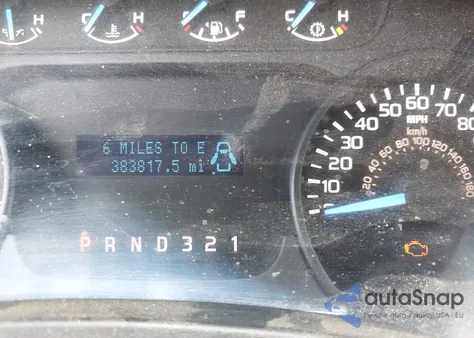 H C H E F C H
6 MILES TO E
383817.5 mi
P R N D 3 2 1
10 20 30 40 50 60 70 80
MPH
km/h
20 40 60 80 100 120 140 160 180
autoSnap